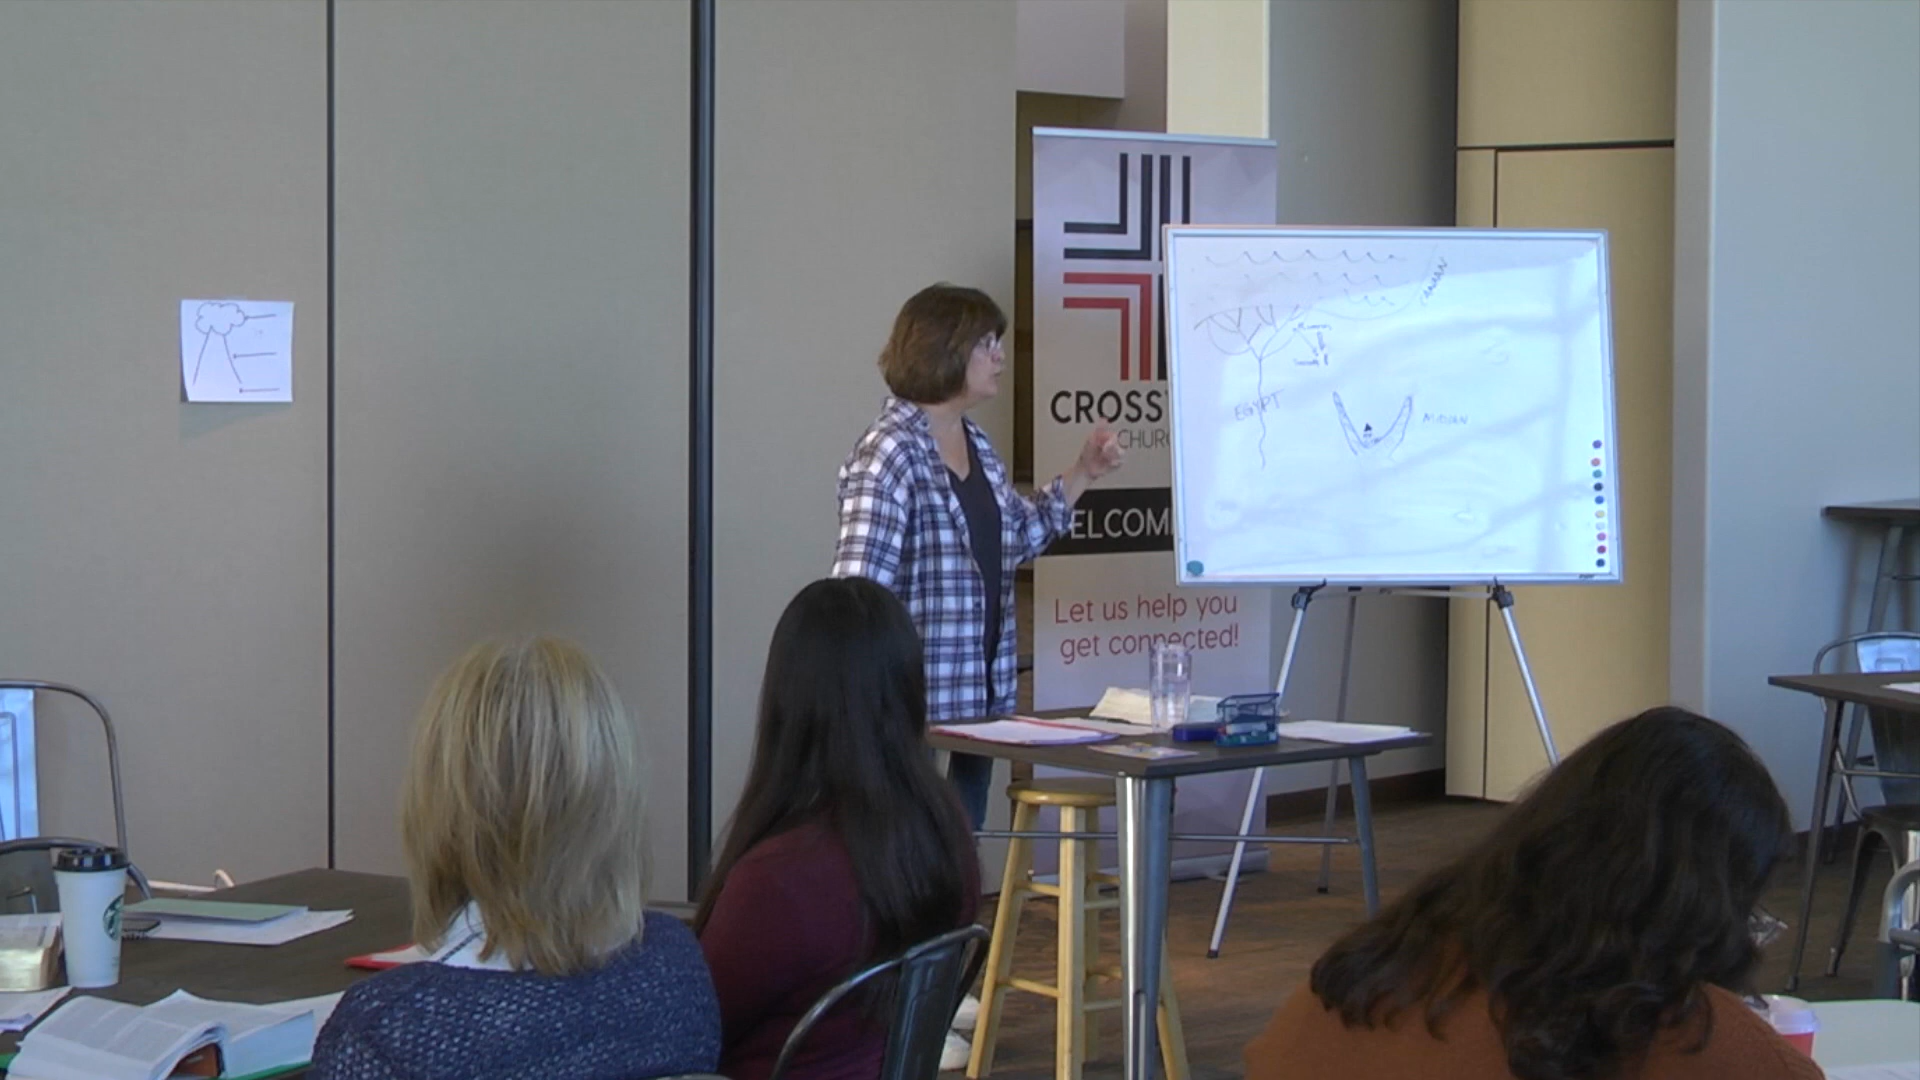 CROSS
CHURC
ELCOM
Let us help you
get connected!
CANAAN
EGYPT
MIDIAN